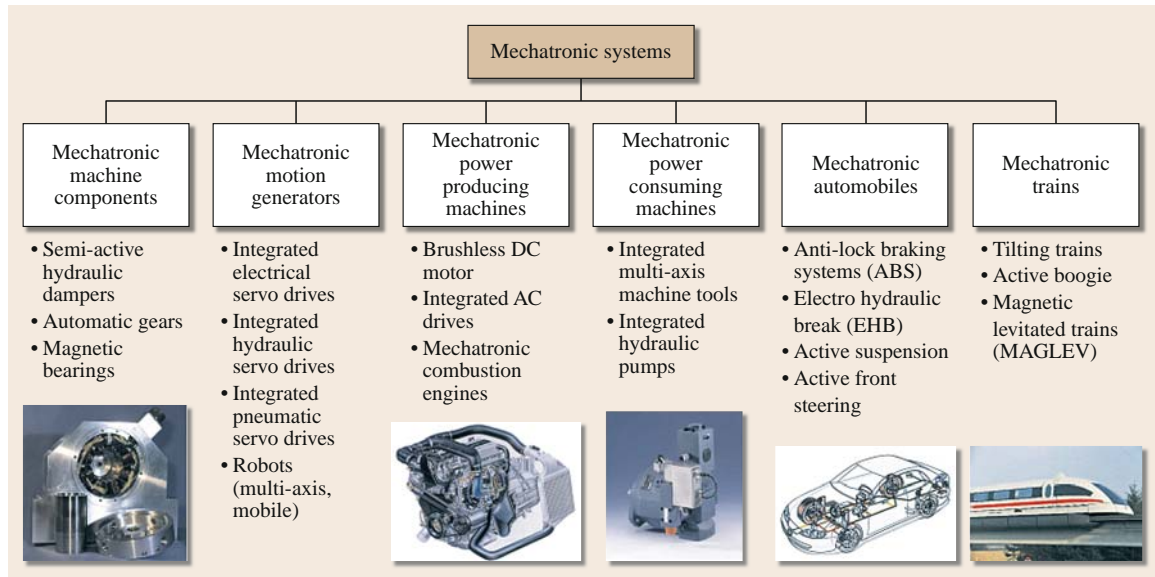 Mechatronic systems
Mechatronic
machine
components
• Semi-active
hydraulic
dampers
• Automatic gears
• Magnetic
bearings
Mechatronic
motion
generators
• Integrated
electrical
servo drives
• Integrated
hydraulic
servo drives
• Integrated
pneumatic
servo drives
• Robots
(multi-axis,
mobile)
Mechatronic
power
producing
machines
• Brushless DC
motor
• Integrated AC
drives
• Mechatronic
combustion
engines
Mechatronic
power
consuming
machines
• Integrated
multi-axis
machine tools
• Integrated
hydraulic
pumps
Mechatronic
automobiles
• Anti-lock braking
systems (ABS)
• Electro hydraulic
break (EHB)
• Active suspension
• Active front
steering
Mechatronic
trains
• Tilting trains
• Active boogie
• Magnetic
levitated trains
(MAGLEV)